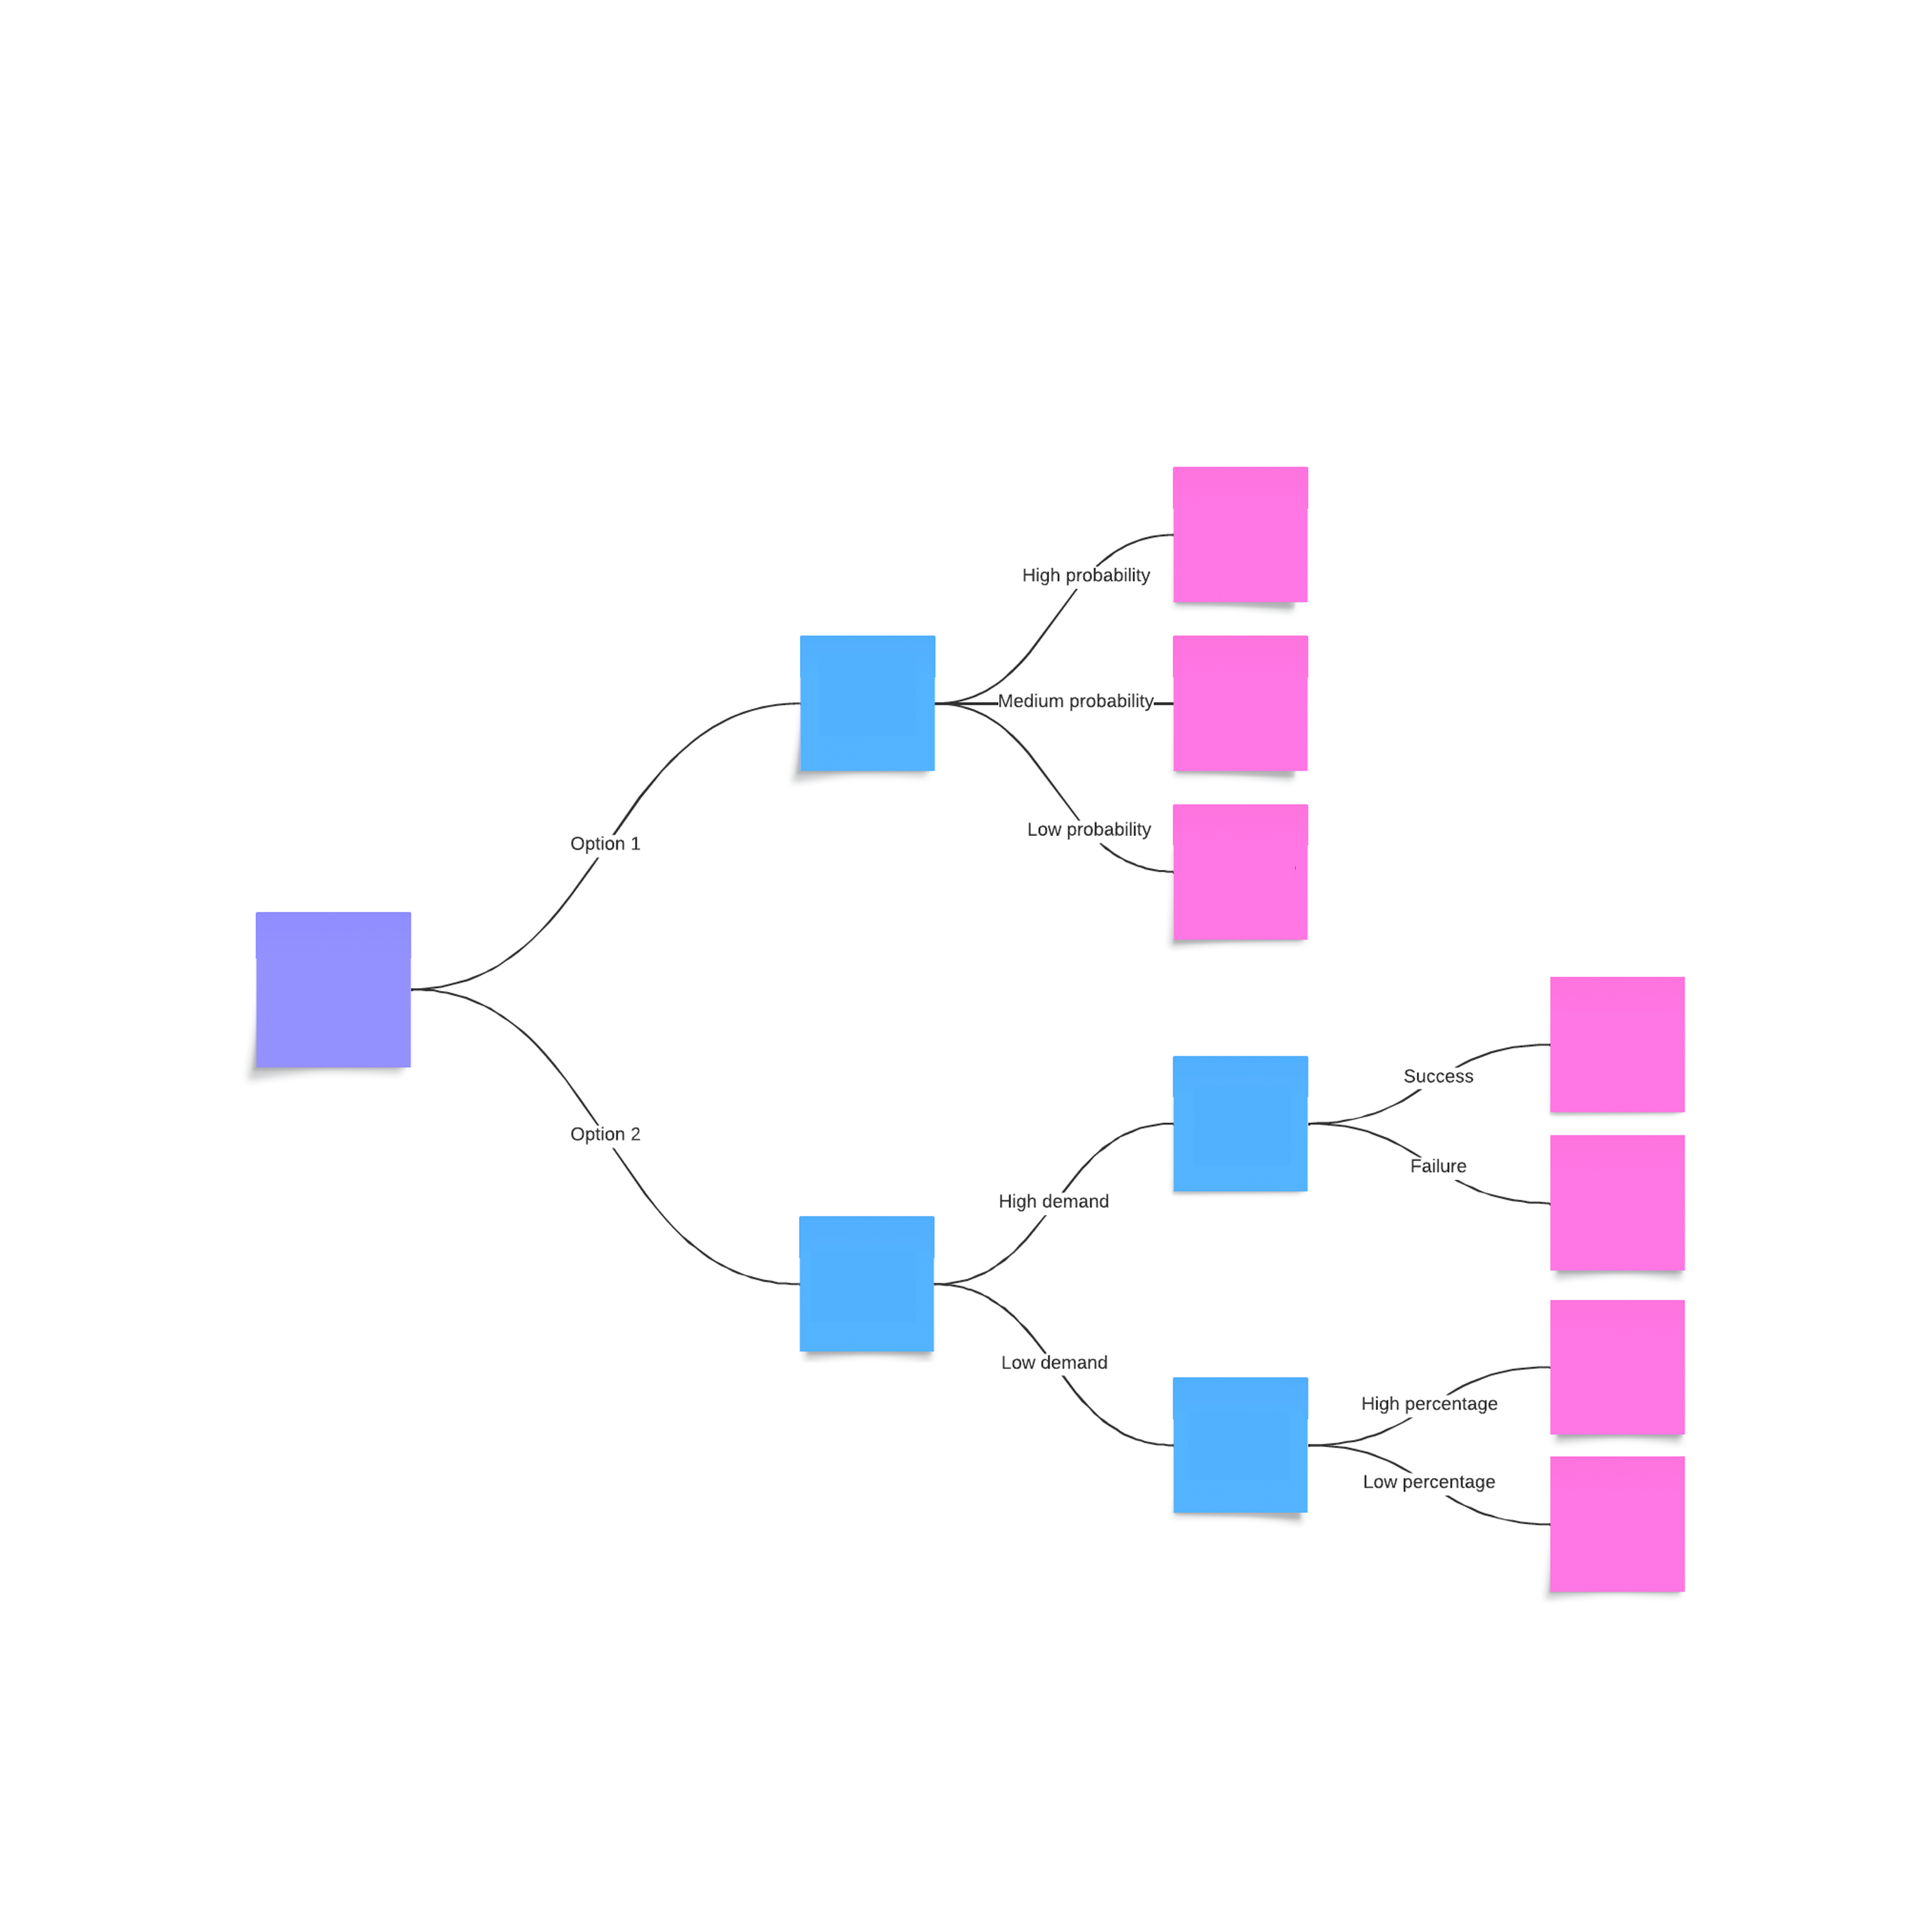 High probability
Medium probability
Low probability
Option 1
Option 2
Success
Failure
High demand
Low demand
High percentage
Low percentage